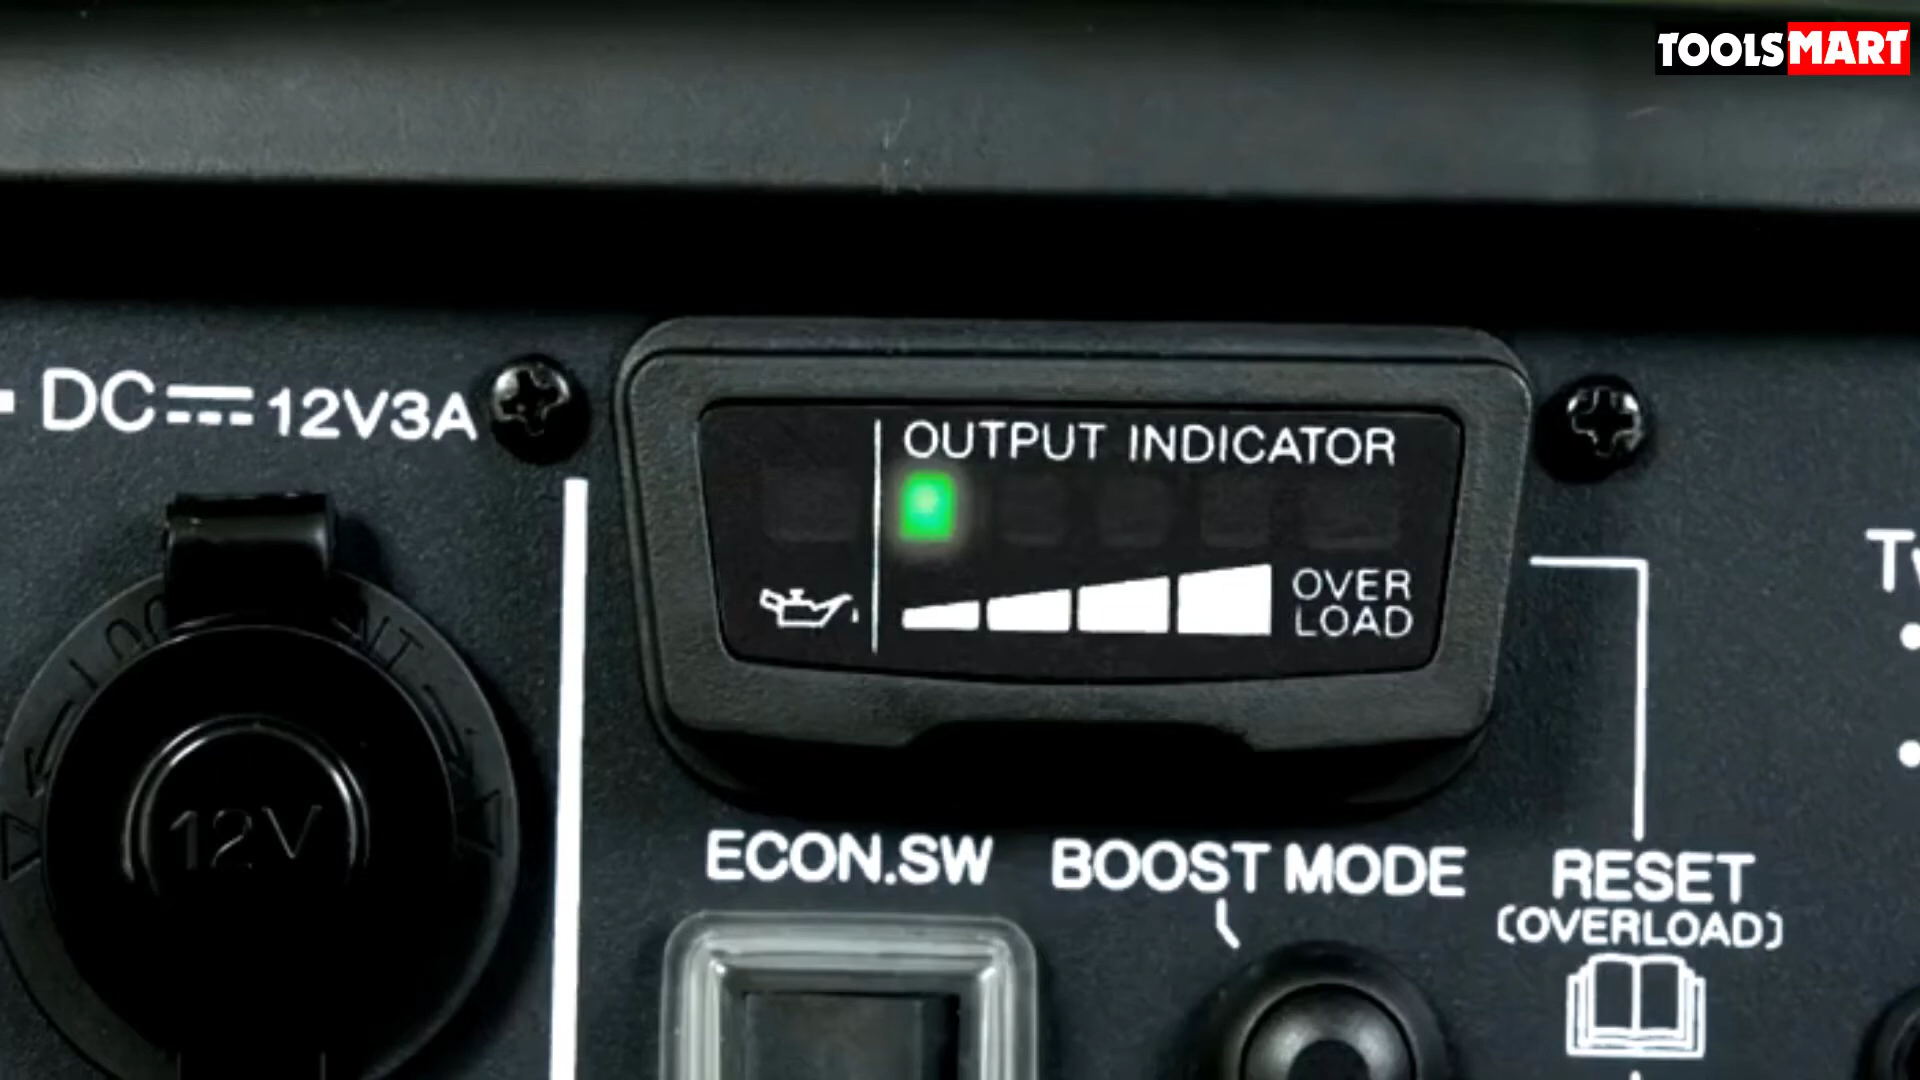 TOOLSMART
DC 12V3A
OUTPUT INDICATOR
OVER
LOAD
12V
ECON.SW
BOOST MODE
RESET
(OVERLOAD)